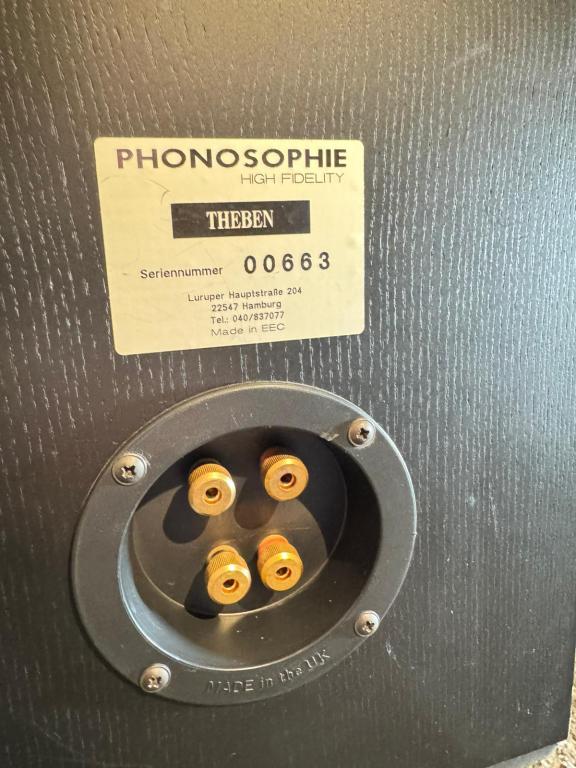 PHONOSOPHIE
HIGH FIDELITY
THEBEN
Seriennummer 00663
Luruper Hauptstraße 204
22547 Hamburg
Tel.: 040/837077
Made in EEC
MADE in the UK